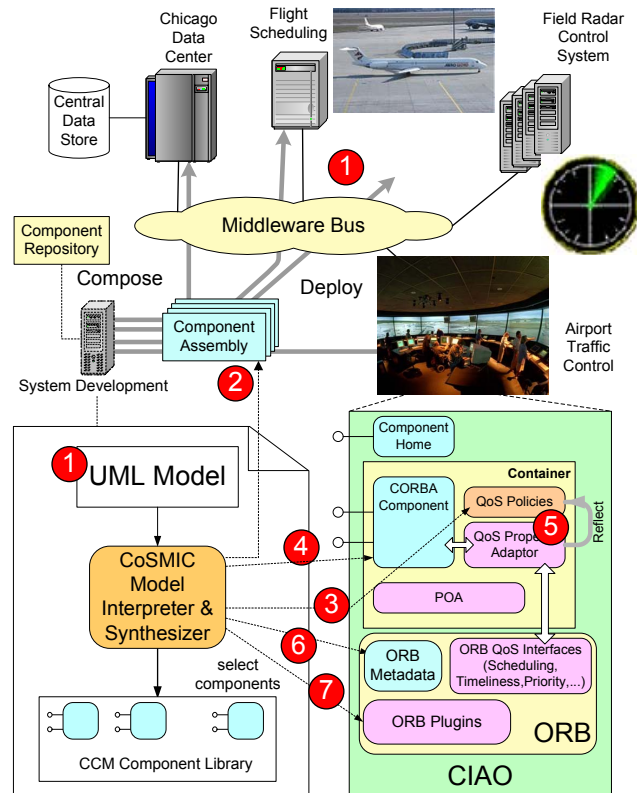 Chicago
Data
Center
Flight
Scheduling
Field Radar
Control
System
Central
Data
Store
1
Middleware Bus
Component
Repository
Compose
Deploy
Component
Assembly
Airport
Traffic
Control
System Development
2
1
UML Model
Component
Home
Container
CORBA
Component
QoS Policies
5
Reflect
QoS
Adaptor
4
CoSMIC
Model
Interpreter &
Synthesizer
3
POA
6
ORB
Metadata
ORB QoS Interfaces
(Scheduling,
Timeliness,Priority,...)
select
components
7
ORB Plugins
ORB
CCM Component Library
CIAO